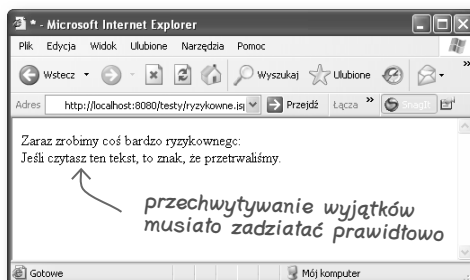 * - Microsoft Internet Explorer
Plik Edycja Widok Ulubione Narzędzia Pomoc
Wstecz Wyszukaj Ulubione
Adres http://localhost:8080/testy/ryzykowne.jsp Przejdź Łącza SnagIt
Zaraz zrobimy coś bardzo ryzykownego:
Jeśli czytasz ten tekst, to znak, że przetrwaliśmy.
przechwytywanie wyjątków
musiało zadziałać prawidłowo
Gotowe Mój komputer